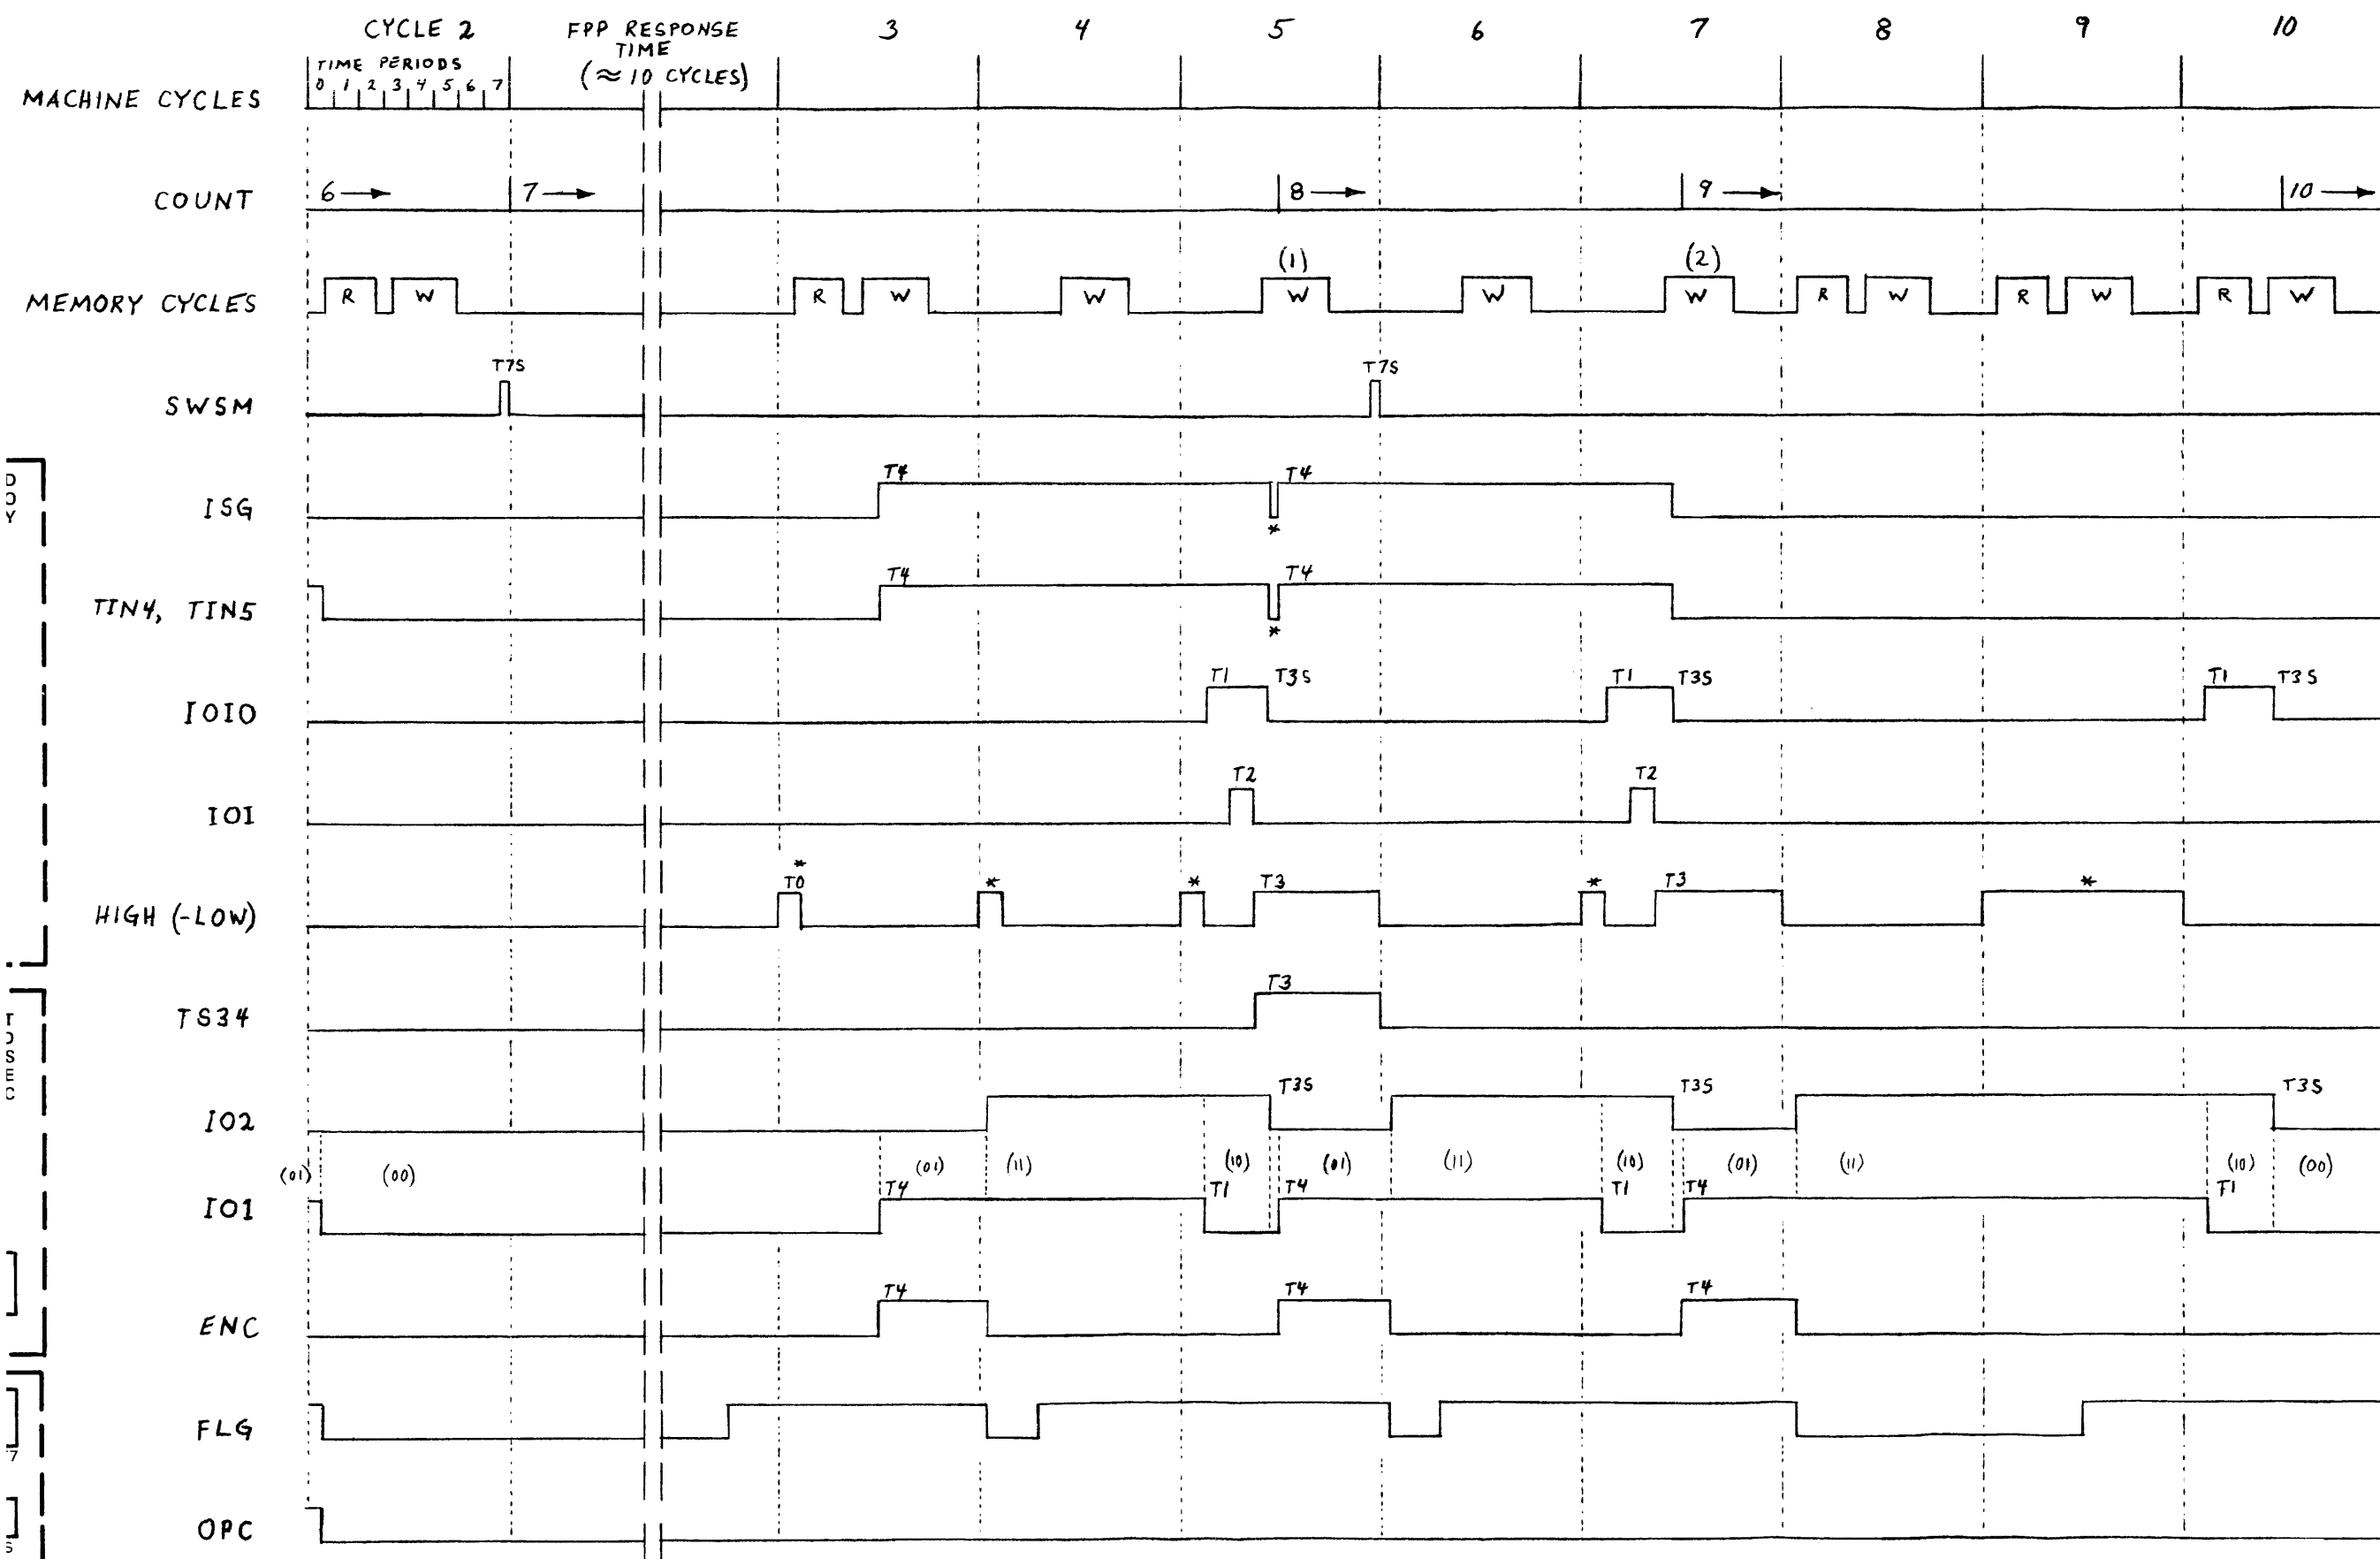 CYCLE 2 FPP RESPONSE TIME (≈ 10 CYCLES) 3 4 5 6 7 8 9 10
TIME PERIODS
0 1 2 3 4 5 6 7
MACHINE CYCLES
COUNT 6 → 7 → 8 → 9 → 10 →
(1) (2)
MEMORY CYCLES R W R W W W W W R W R W R W
T7S T7S
SWSM
D
O
Y
T4 T4
ISG
*
T4 T4
TIN4, TIN5
*
T1 T3S T1 T3S T1 T3S
IOIO
T2 T2
IOI
* T0 * * T3 * T3 *
HIGH (-LOW)
T
O
S
E
C
T3
TS34
T3S T3S T3S
IO2
(01) (00) (01) (11) (10) (01) (11) (10) (01) (11) (10) (00)
T4 T1 T4 T1 T4 T1
IO1
T4 T4 T4
ENC
FLG
7
OPC
S